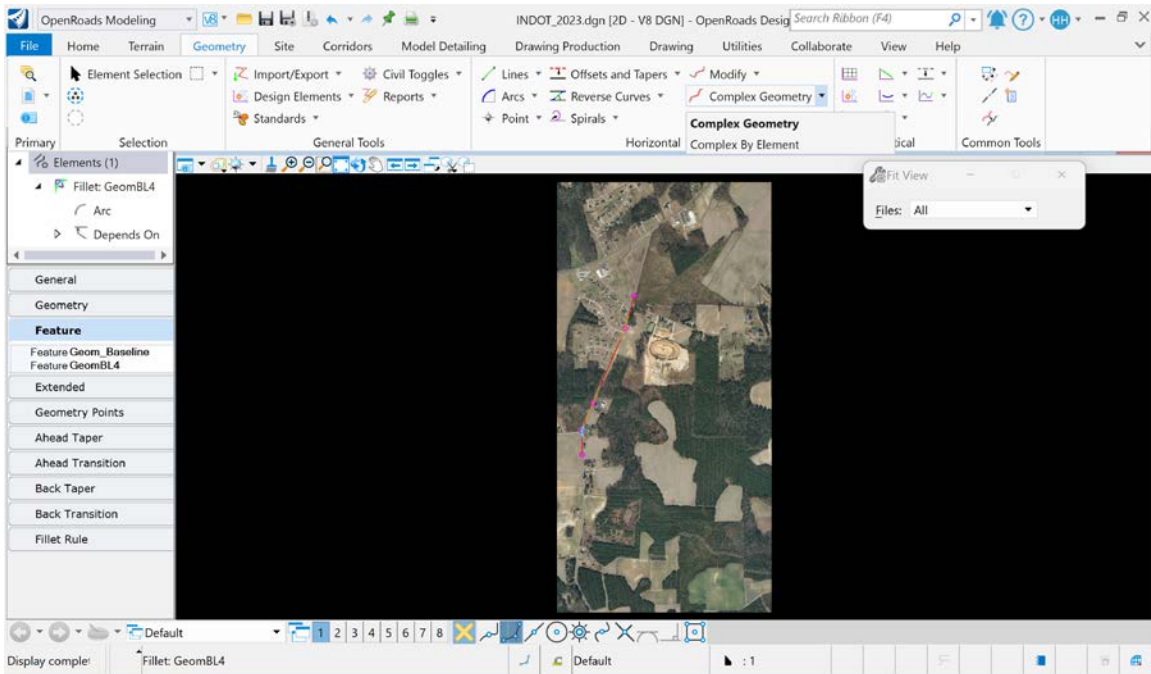 OpenRoads Modeling
INDOT_2023.dgn [2D - V8 DGN] - OpenRoads Desig
Search Ribbon (F4)
HH
File Home Terrain Geometry Site Corridors Model Detailing Drawing Production Drawing Utilities Collaborate View Help
Element Selection
Import/Export
Civil Toggles
Lines
Offsets and Tapers
Modify
Design Elements
Reports
Arcs
Reverse Curves
Complex Geometry
Standards
Point
Spirals
Complex Geometry
Complex By Element
Primary Selection General Tools Horizontal ical Common Tools
Elements (1)
Fillet: GeomBL4
Arc
Depends On
General
Geometry
Feature
Feature Geom_Baseline
Feature GeomBL4
Extended
Geometry Points
Ahead Taper
Ahead Transition
Back Taper
Back Transition
Fillet Rule
Fit View
Files: All
Default 1 2 3 4 5 6 7 8
Display complet Fillet: GeomBL4 Default : 1